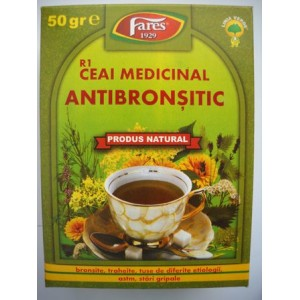 50 gr e
Fares
1929
R1
CEAI MEDICINAL
ANTIBRONȘITIC
PRODUS NATURAL
bronșite, traheite, tuse de diferite etiologii,
astm, stări gripale